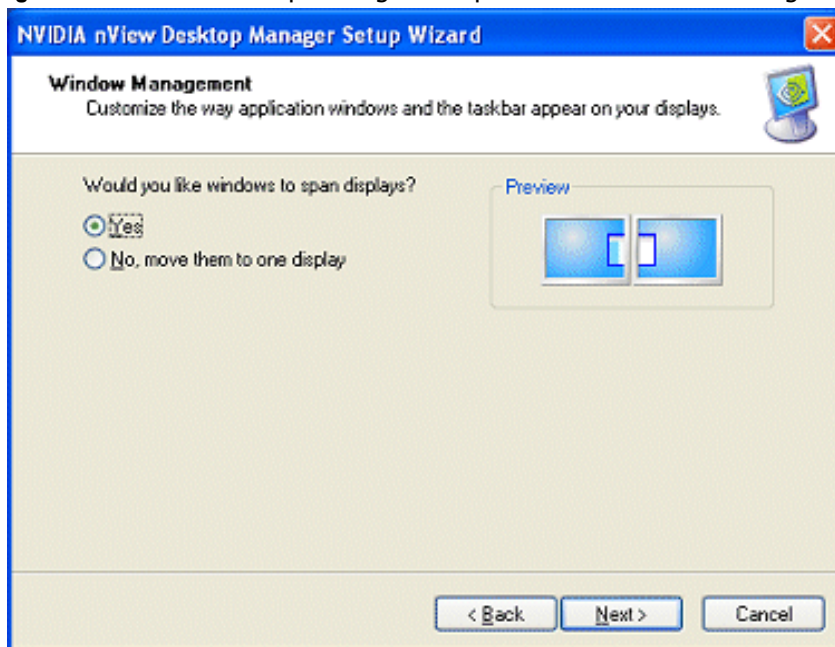 NVIDIA nView Desktop Manager Setup Wizard
Window Management
Customize the way application windows and the taskbar appear on your displays.
Would you like windows to span displays?
Preview
Yes
No, move them to one display
< Back
Next >
Cancel